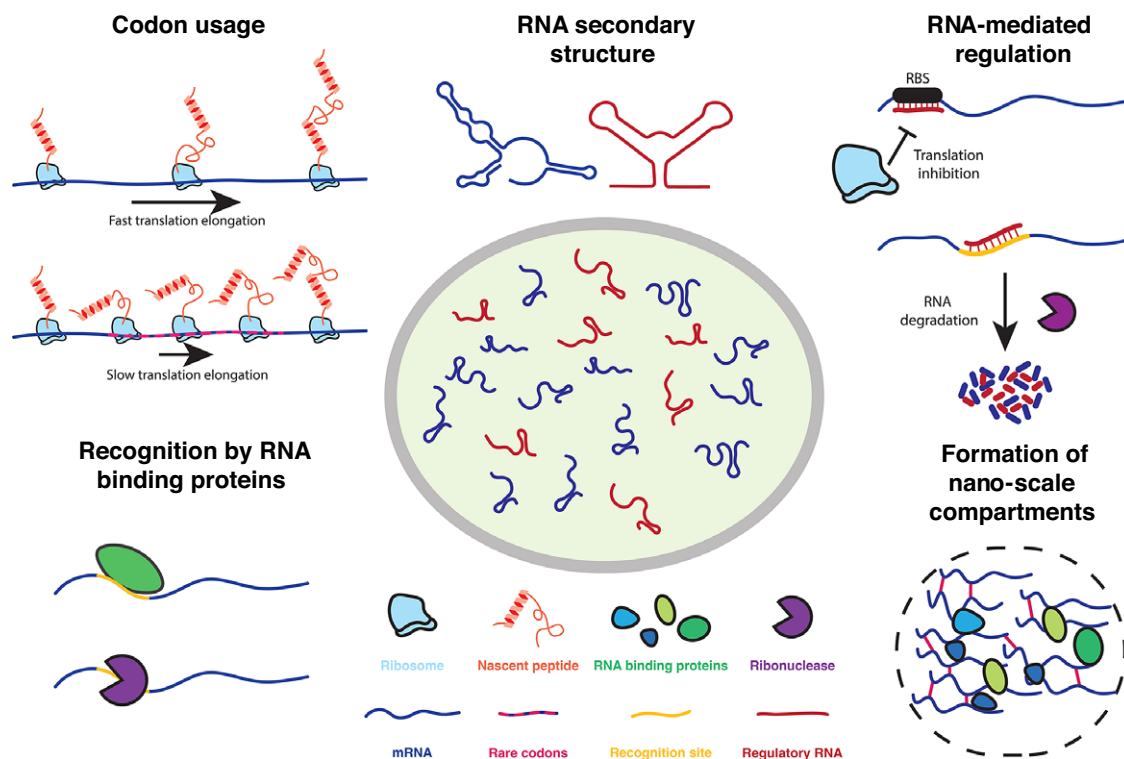 Codon usage
Fast translation elongation
Slow translation elongation
RNA secondary
structure
RNA-mediated
regulation
RBS
Translation
inhibition
RNA
degradation
Recognition by RNA
binding proteins
Formation of
nano-scale
compartments
Ribosome
Nascent peptide
RNA binding proteins
Ribonuclease
mRNA
Rare codons
Recognition site
Regulatory RNA